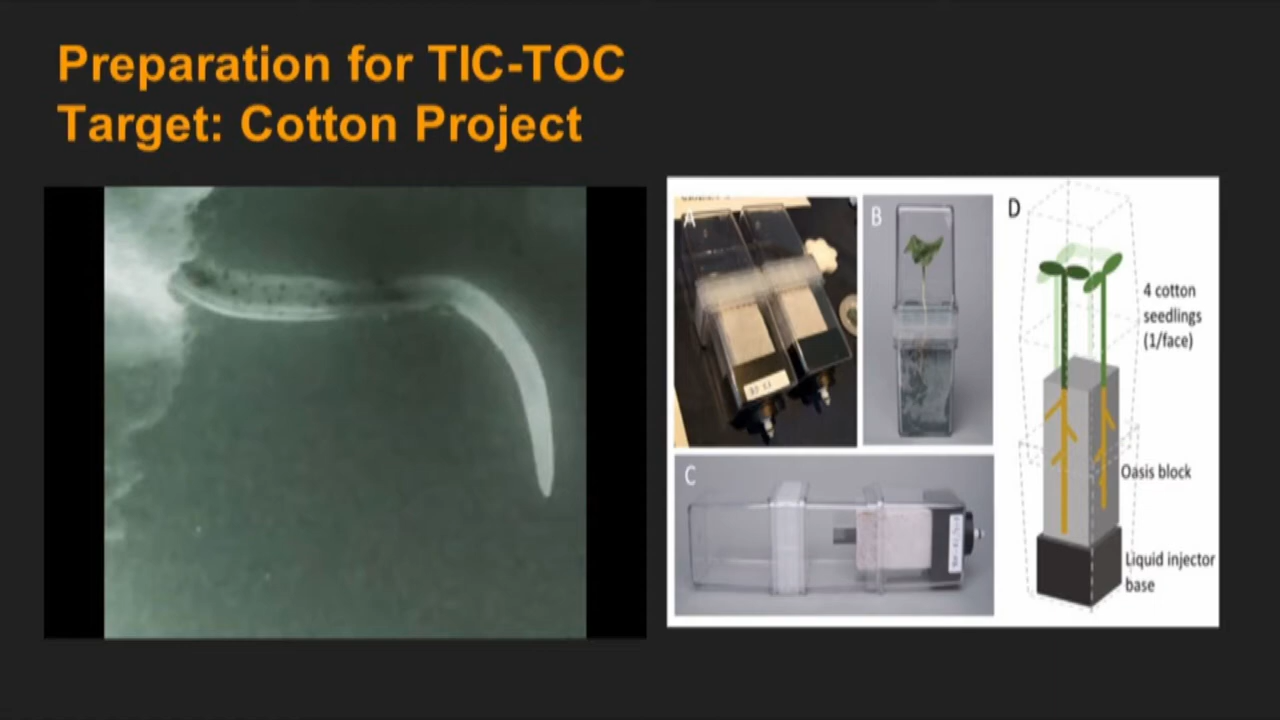 Preparation for TIC-TOC
Target: Cotton Project
A
B
D
4 cotton
seedlings
(1/face)
C
Oasis block
Liquid injector
base